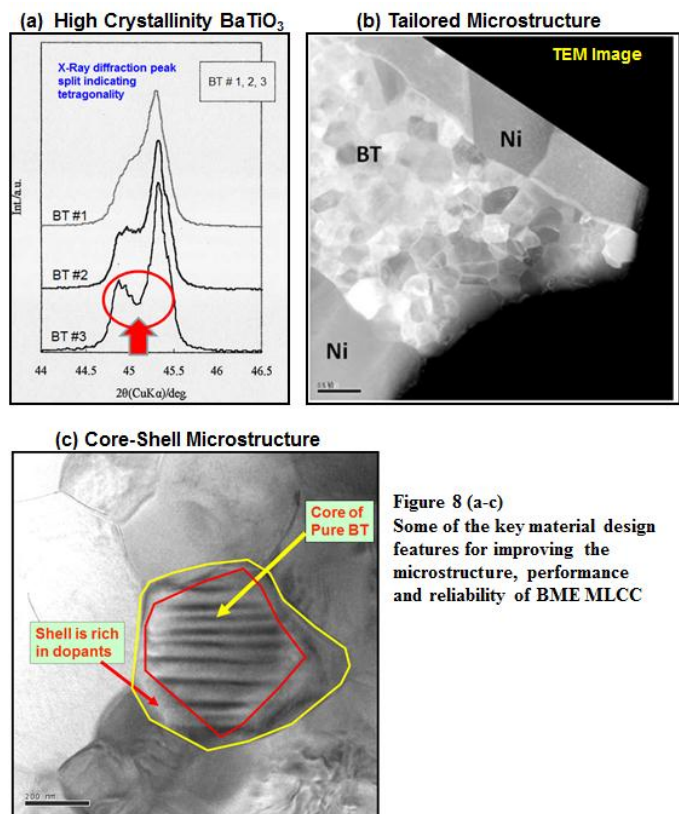 (a) High Crystallinity BaTiO₃
X-Ray diffraction peak
split indicating
tetragonality
BT # 1, 2, 3
Int./a.u.
BT #1
BT #2
BT #3
44 44.5 45 45.5 46 46.5
2θ(CuKα)/deg.
(b) Tailored Microstructure
TEM Image
BT
Ni
Ni
(c) Core-Shell Microstructure
Core of
Pure BT
Shell is rich
in dopants
200 nm
Figure 8 (a-c)
Some of the key material design
features for improving the
microstructure, performance
and reliability of BME MLCC